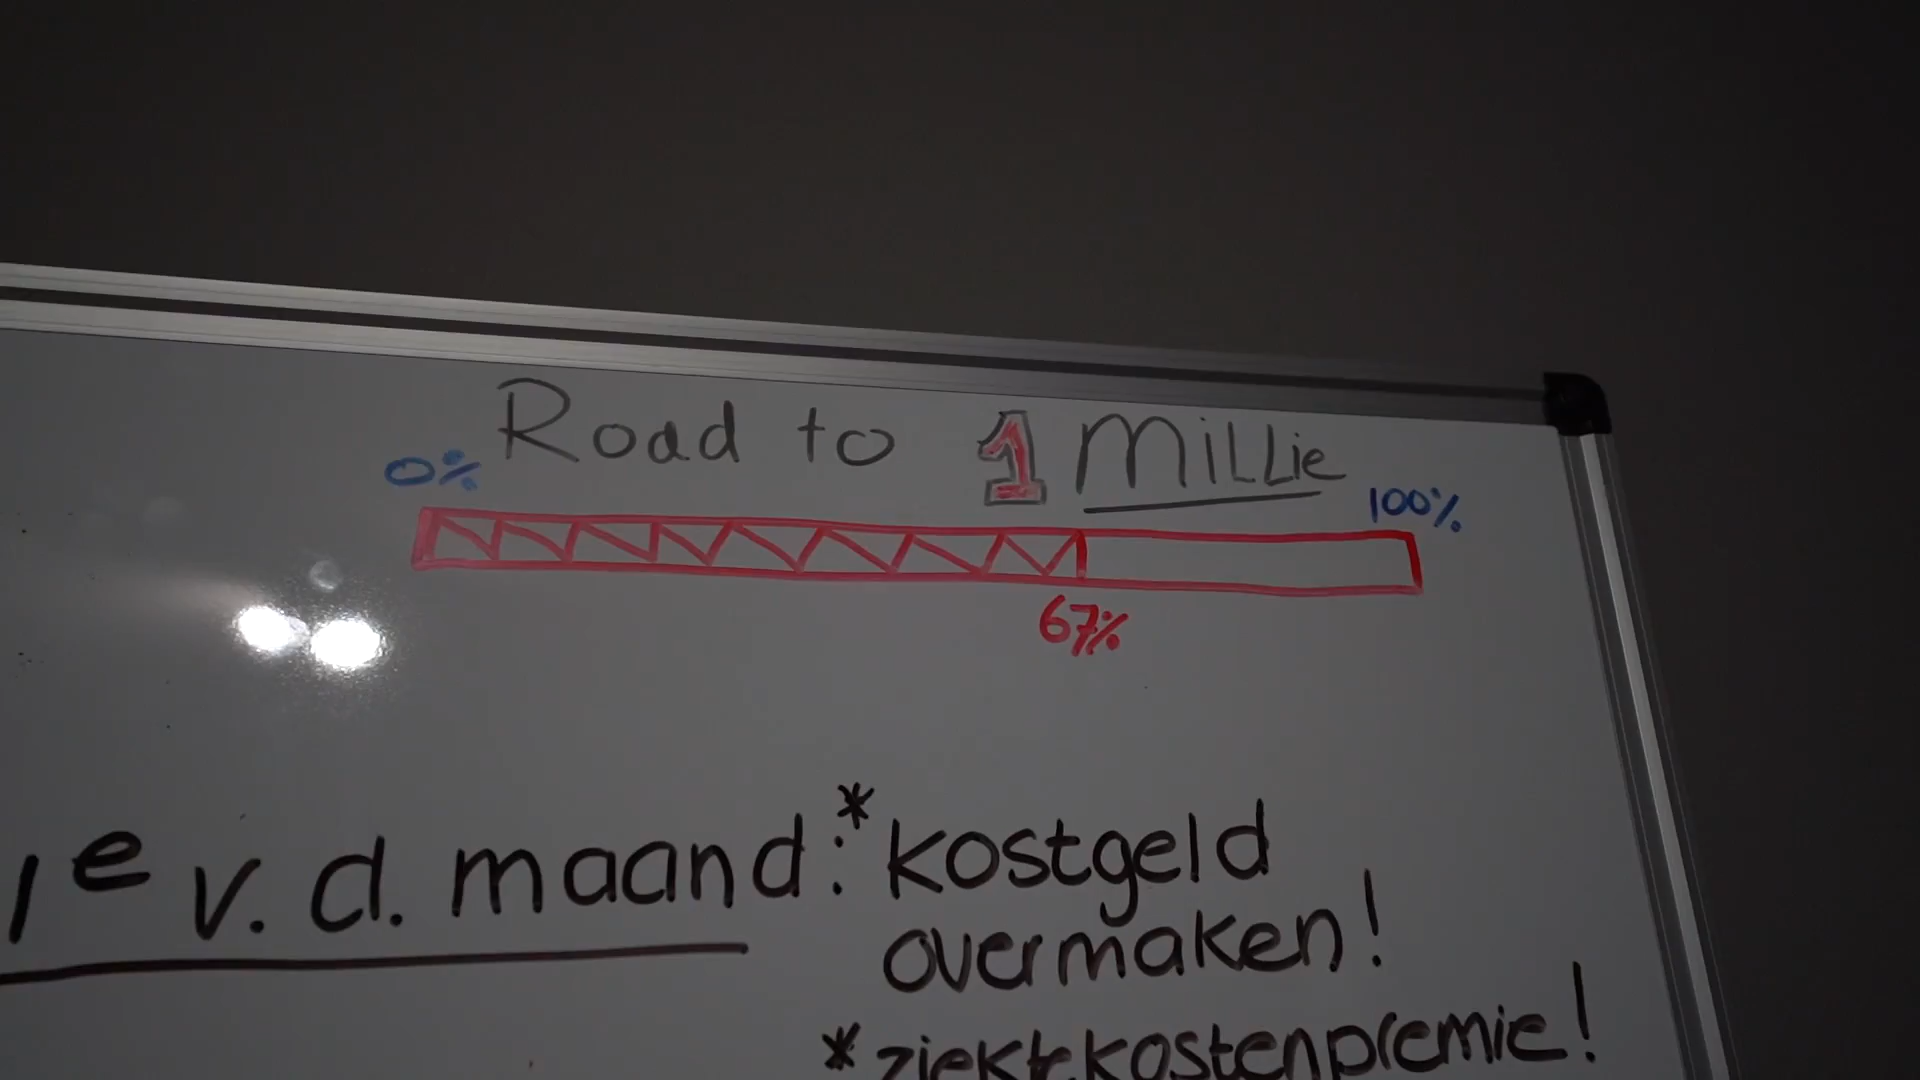 Road to 1 Millie
0% 100%
67%
1e v.d. maand: *kostgeld
overmaken!
*ziektekostenpremie!